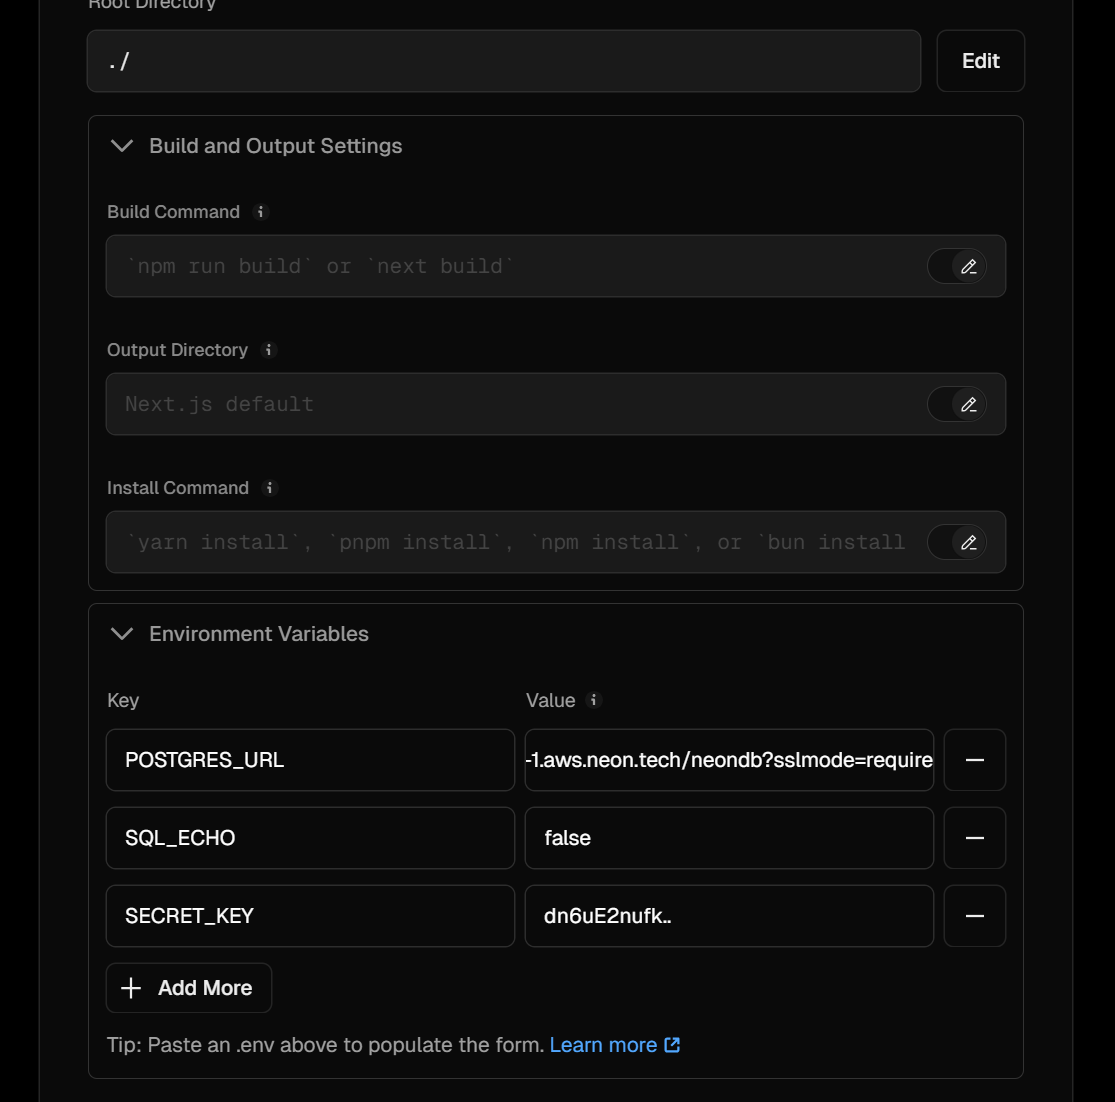 Root Directory
./
Edit
Build and Output Settings
Build Command
`npm run build` or `next build`
Output Directory
Next.js default
Install Command
`yarn install`, `pnpm install`, `npm install`, or `bun install
Environment Variables
Key Value
POSTGRES_URL -1.aws.neon.tech/neondb?sslmode=require
SQL_ECHO false
SECRET_KEY dn6uE2nufk..
Add More
Tip: Paste an .env above to populate the form. Learn more